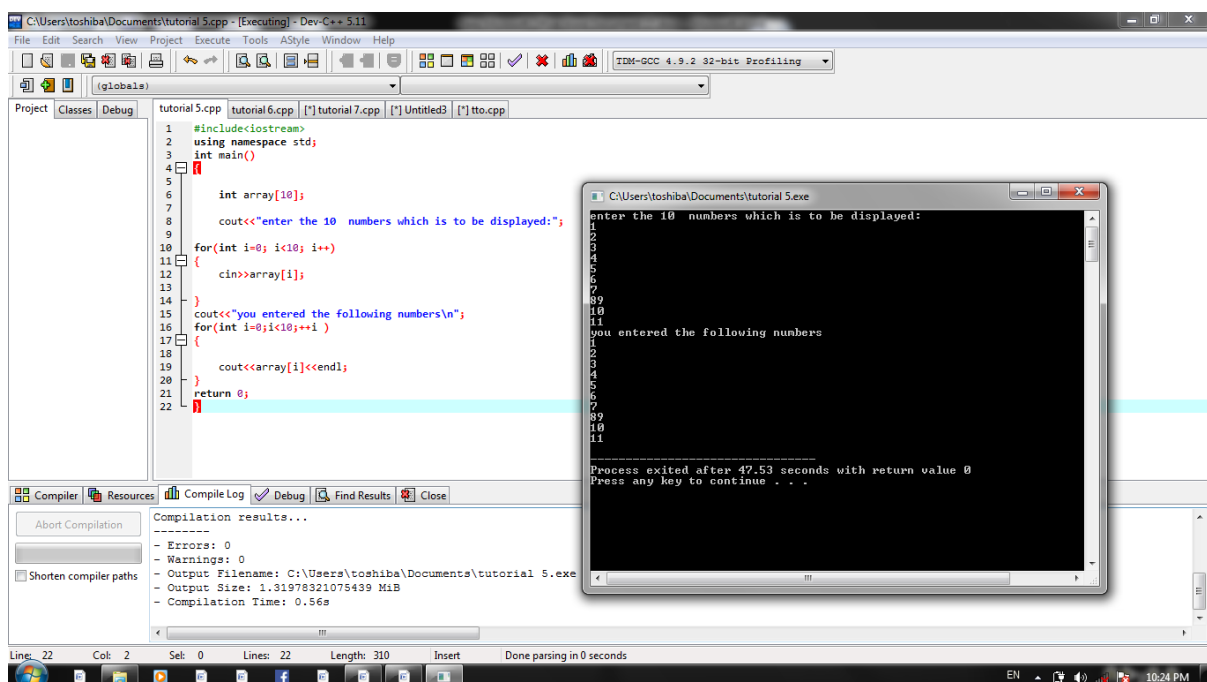 C:\Users\toshiba\Documents\tutorial 5.cpp - [Executing] - Dev-C++ 5.11
File Edit Search View Project Execute Tools AStyle Window Help
TDM-GCC 4.9.2 32-bit Profiling
(globals)
Project Classes Debug
tutorial 5.cpp tutorial 6.cpp [*] tutorial 7.cpp [*] Untitled3 [*] tto.cpp
1 #include<iostream>
2 using namespace std;
3 int main()
4 {
5
6 int array[10];
7
8 cout<<"enter the 10  numbers which is to be displayed:";
9
10 for(int i=0; i<10; i++)
11 {
12 cin>>array[i];
13
14 }
15 cout<<"you entered the following numbers\n";
16 for(int i=0;i<10;++i )
17 {
18
19 cout<<array[i]<<endl;
20 }
21 return 0;
22 }
C:\Users\toshiba\Documents\tutorial 5.exe
enter the 10  numbers which is to be displayed:
1
2
3
4
5
6
7
89
10
11
you entered the following numbers
1
2
3
4
5
6
7
89
10
11
--------------------------------
Process exited after 47.53 seconds with return value 0
Press any key to continue . . .
Compiler Resources Compile Log Debug Find Results Close
Abort Compilation
Shorten compiler paths
Compilation results...
--------
- Errors: 0
- Warnings: 0
- Output Filename: C:\Users\toshiba\Documents\tutorial 5.exe
- Output Size: 1.31978321075439 MiB
- Compilation Time: 0.56s
Line: 22 Col: 2 Sel: 0 Lines: 22 Length: 310 Insert Done parsing in 0 seconds
EN 10:24 PM